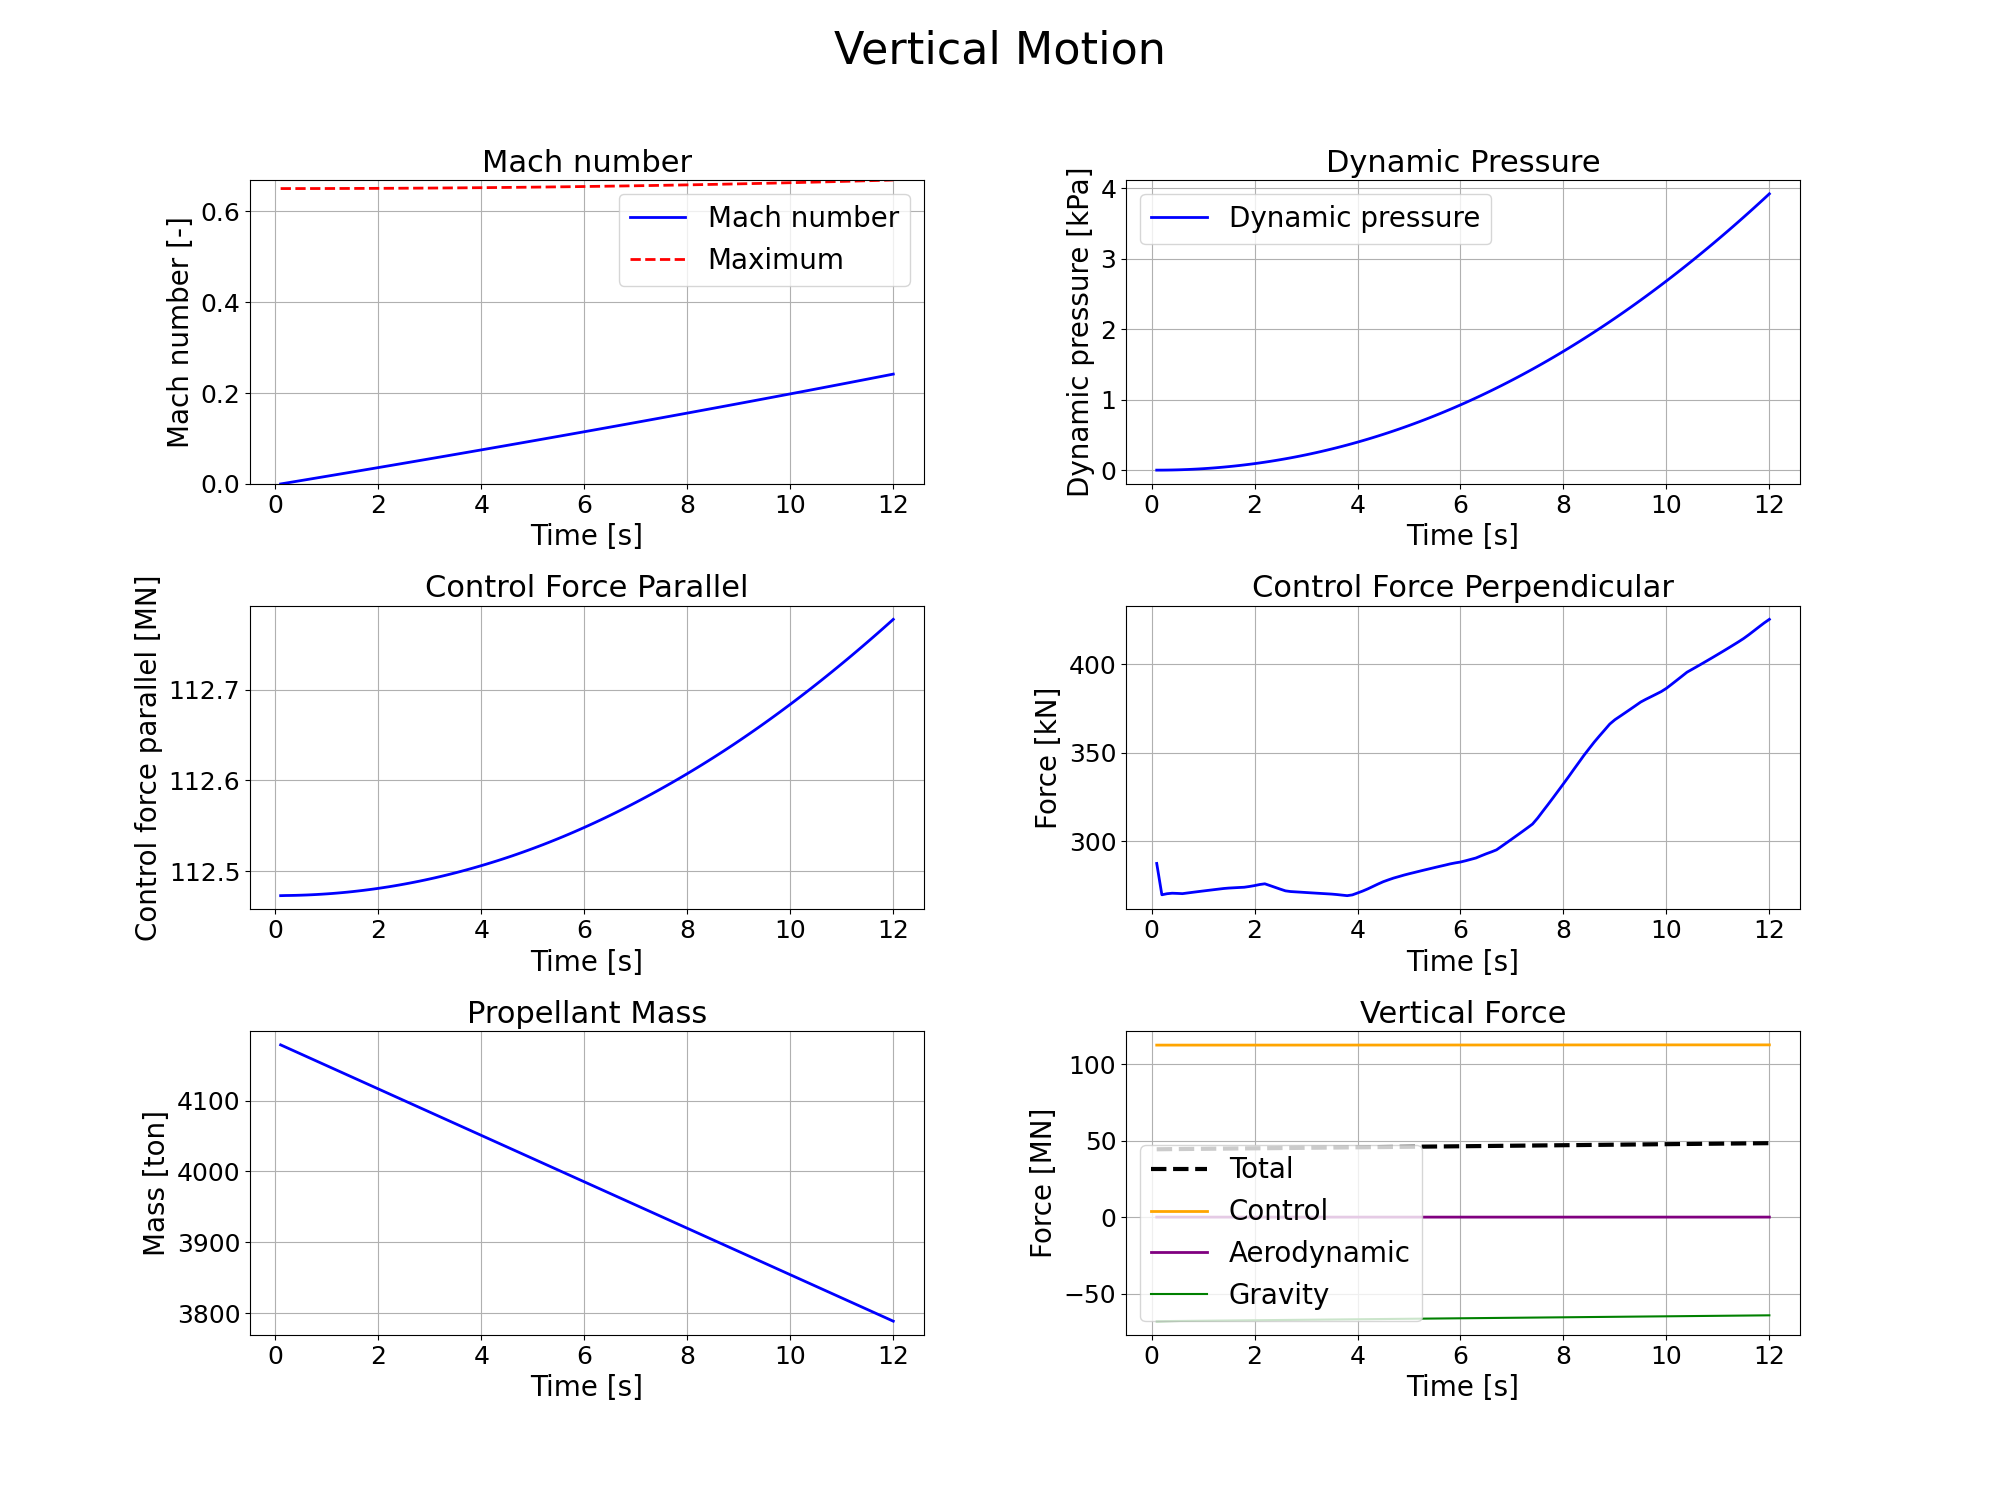 Vertical Motion
Mach number
Mach number [-]
0.6
0.4
0.2
0.0
Mach number
Maximum
0 2 4 6 8 10 12
Time [s]
Dynamic Pressure
Dynamic pressure [kPa]
4
3
2
1
0
Dynamic pressure
0 2 4 6 8 10 12
Time [s]
Control Force Parallel
Control force parallel [MN]
112.7
112.6
112.5
0 2 4 6 8 10 12
Time [s]
Control Force Perpendicular
Force [kN]
400
350
300
0 2 4 6 8 10 12
Time [s]
Propellant Mass
Mass [ton]
4100
4000
3900
3800
0 2 4 6 8 10 12
Time [s]
Vertical Force
Force [MN]
100
50
0
−50
Total
Control
Aerodynamic
Gravity
0 2 4 6 8 10 12
Time [s]